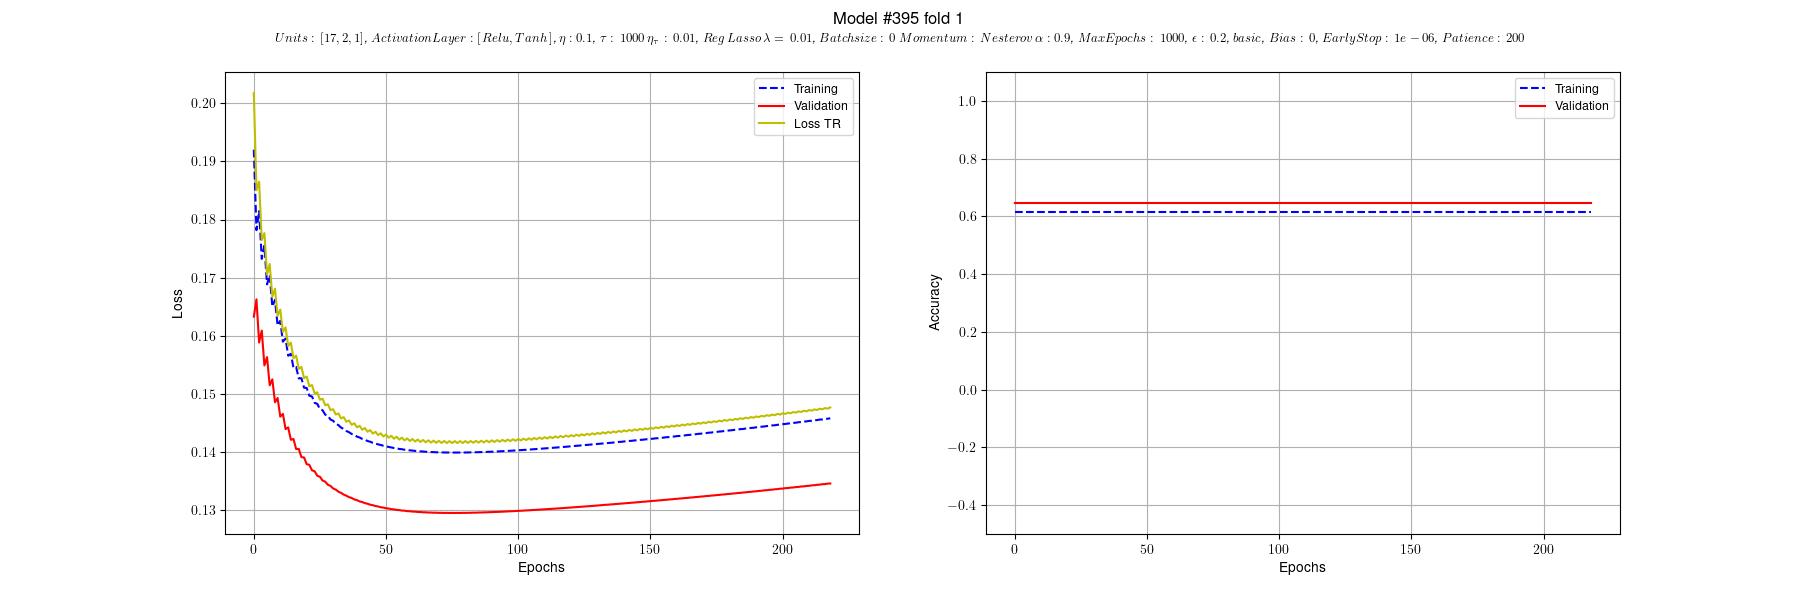 Model #395 fold 1
Units : [17, 2, 1], ActivationLayer : [Relu, Tanh], η : 0.1, τ : 1000 η_τ : 0.01, Reg Lasso λ = 0.01, Batchsize : 0 Momentum : Nesterov α : 0.9, MaxEpochs : 1000, ϵ : 0.2, basic, Bias : 0, EarlyStop : 1e − 06, Patience : 200
Loss
0.20
0.19
0.18
0.17
0.16
0.15
0.14
0.13
Training
Validation
Loss TR
0 50 100 150 200
Epochs
Accuracy
1.0
0.8
0.6
0.4
0.2
0.0
−0.2
−0.4
Training
Validation
0 50 100 150 200
Epochs